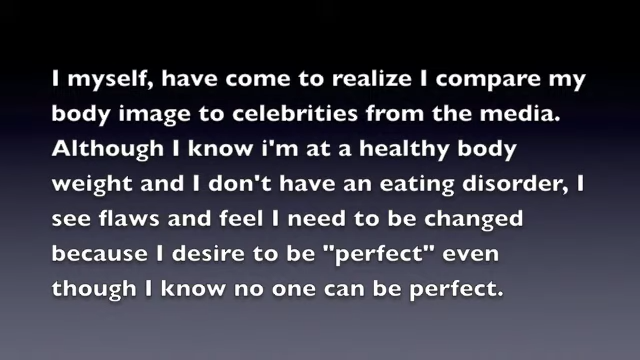 I myself, have come to realize I compare my
body image to celebrities from the media.
Although I know i'm at a healthy body
weight and I don't have an eating disorder, I
see flaws and feel I need to be changed
because I desire to be "perfect" even
though I know no one can be perfect.